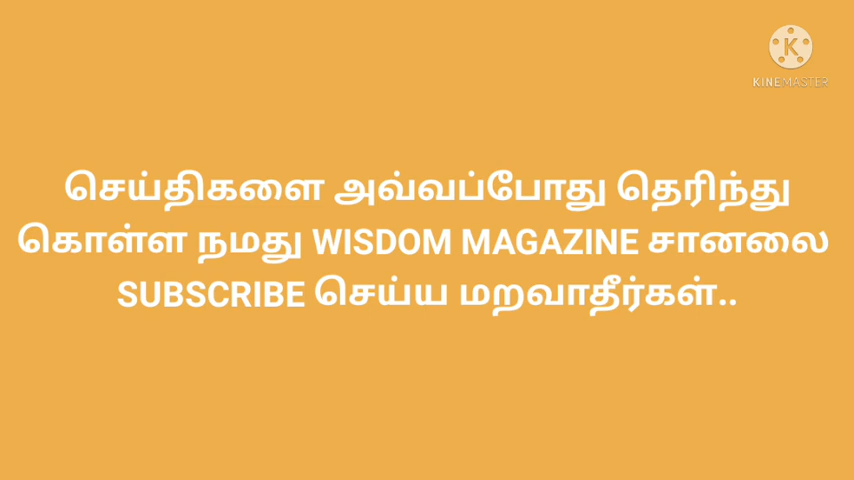 KINEMASTER
செய்திகளை அவ்வப்போது தெரிந்து
கொள்ள நமது WISDOM MAGAZINE சானலை
SUBSCRIBE செய்ய மறவாதீர்கள்..